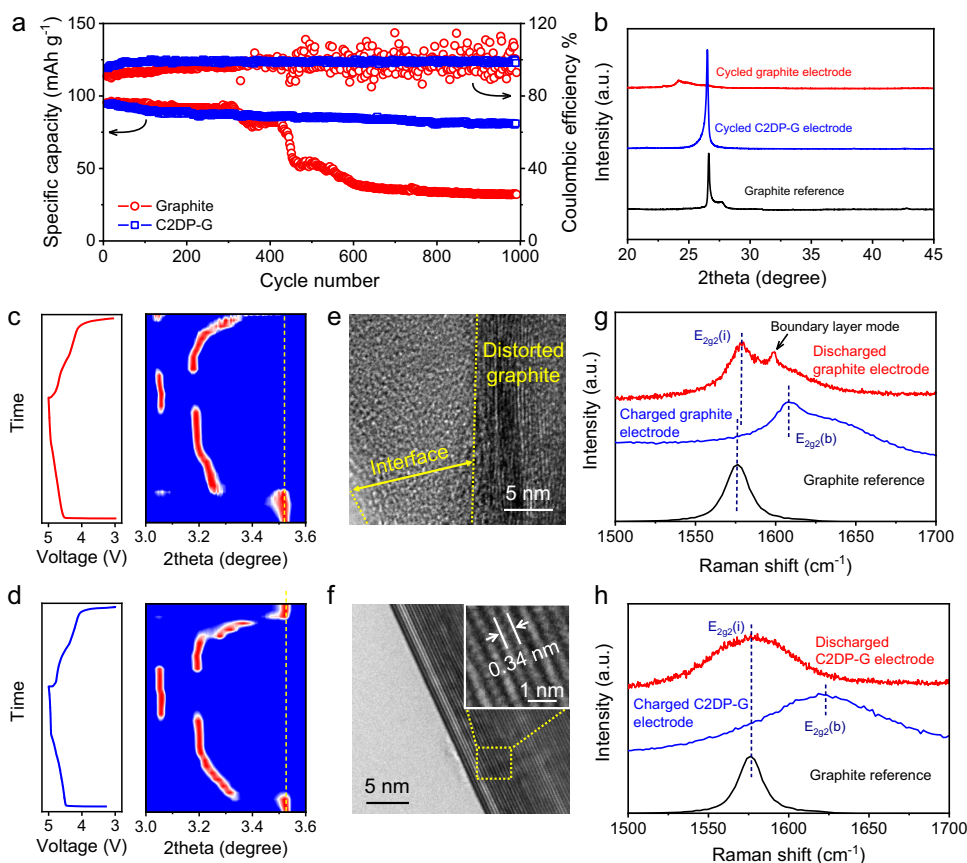 a
Specific capacity (mAh g⁻¹)
150
100
50
0
120
80
40
0
Coulombic efficiency %
Graphite
C2DP-G
0 200 400 600 800 1000
Cycle number
b
Intensity (a.u.)
Cycled graphite electrode
Cycled C2DP-G electrode
Graphite reference
20 25 30 35 40 45
2theta (degree)
c
Time
5 4 3
Voltage (V)
3.0 3.2 3.4 3.6
2theta (degree)
d
Time
5 4 3
Voltage (V)
3.0 3.2 3.4 3.6
2theta (degree)
e
Distorted
graphite
Interface
5 nm
f
0.34 nm
1 nm
5 nm
g
Intensity (a.u.)
E2g2(i)
Boundary layer mode
Discharged
graphite electrode
Charged graphite
electrode
E2g2(b)
Graphite reference
1500 1550 1600 1650 1700
Raman shift (cm⁻¹)
h
Intensity (a.u.)
E2g2(i)
Discharged
C2DP-G electrode
Charged C2DP-G
electrode
E2g2(b)
Graphite reference
1500 1550 1600 1650 1700
Raman shift (cm⁻¹)